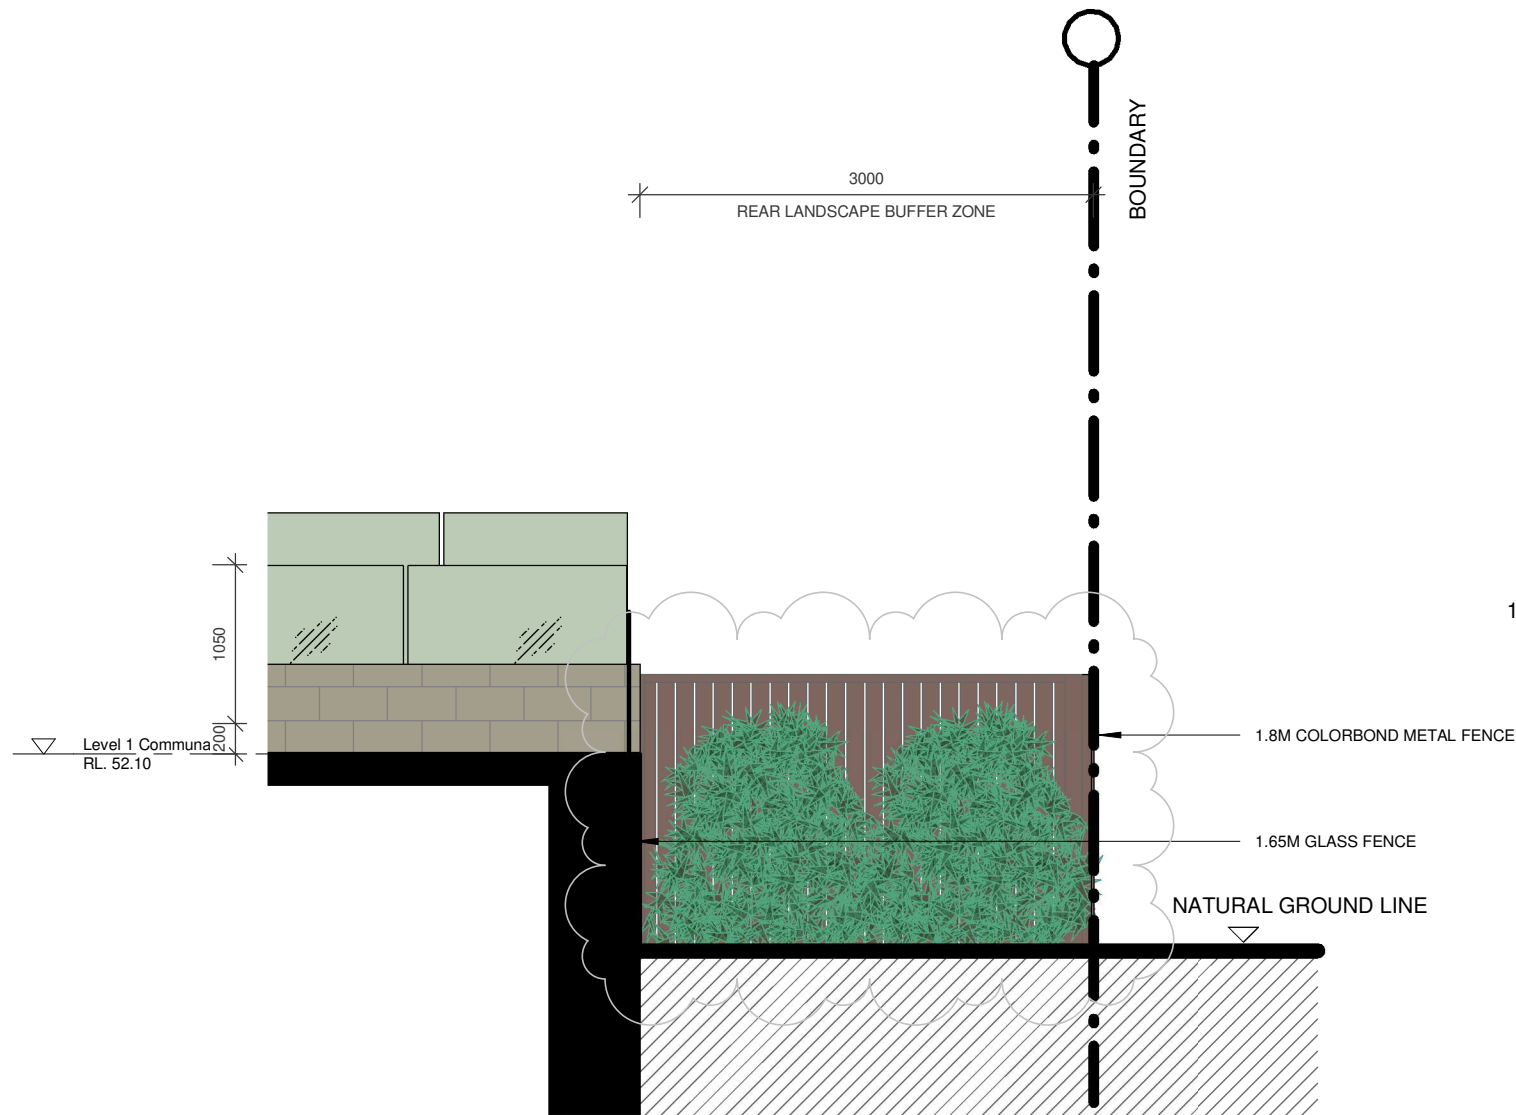 BOUNDARY
3000
REAR LANDSCAPE BUFFER ZONE
1
1050
200
Level 1 Communa
RL. 52.10
1.8M COLORBOND METAL FENCE
1.65M GLASS FENCE
NATURAL GROUND LINE